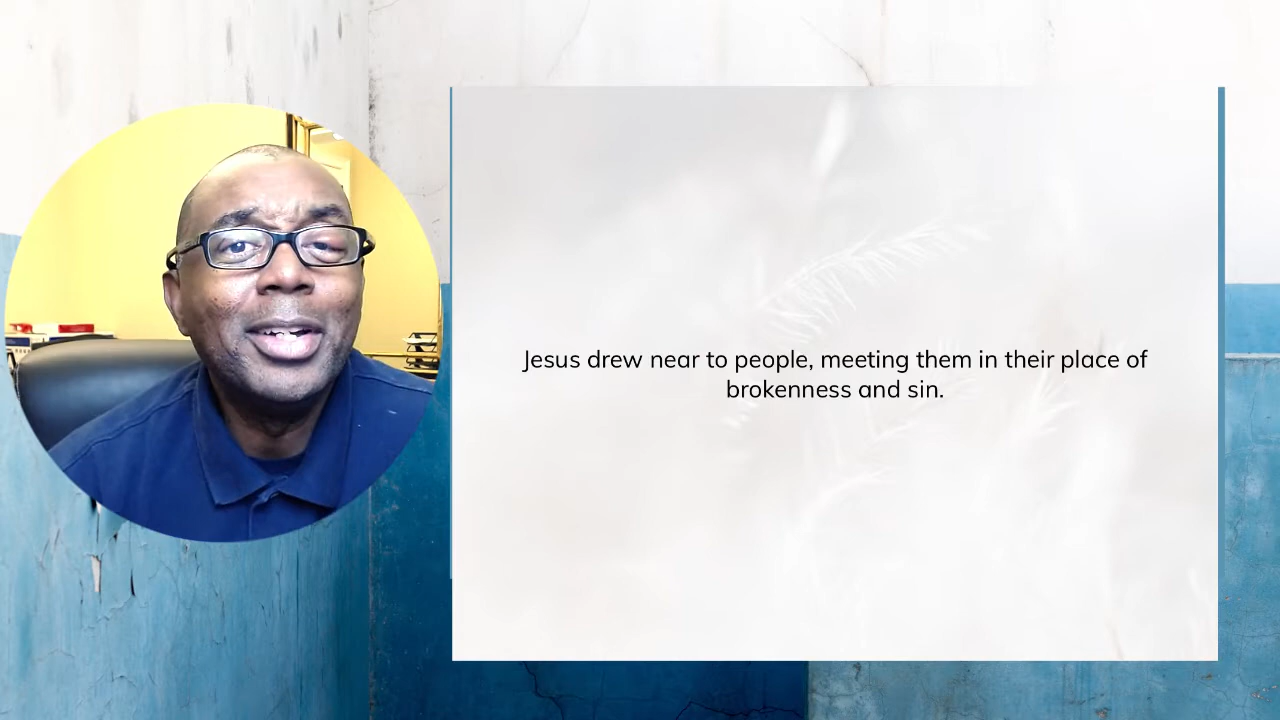 Jesus drew near to people, meeting them in their place of
brokenness and sin.